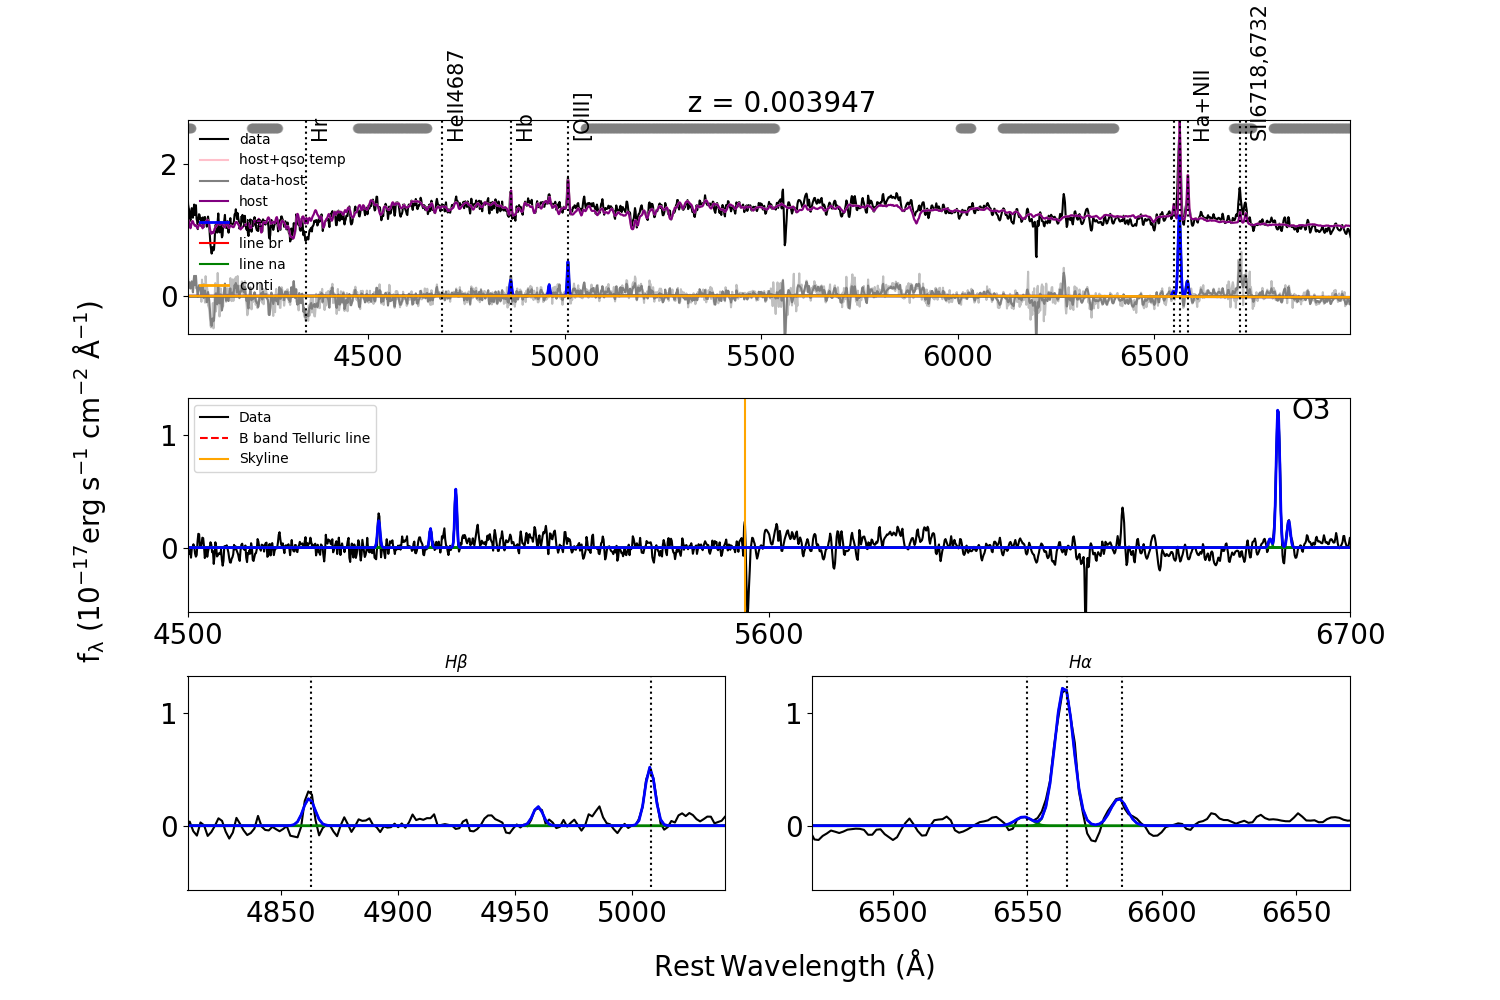 z = 0.003947
Hr
HeII4687
Hb
[OIII]
Ha+NII
SII6718,6732
data
host+qso temp
data-host
host
line br
line na
conti
2
0
4500 5000 5500 6000 6500
Data
B band Telluric line
Skyline
O3
1
0
4500 5600 6700
fλ (10−17erg s−1 cm−2 Å−1)
Hβ
1
0
4850 4900 4950 5000
Hα
1
0
6500 6550 6600 6650
Rest Wavelength (Å)